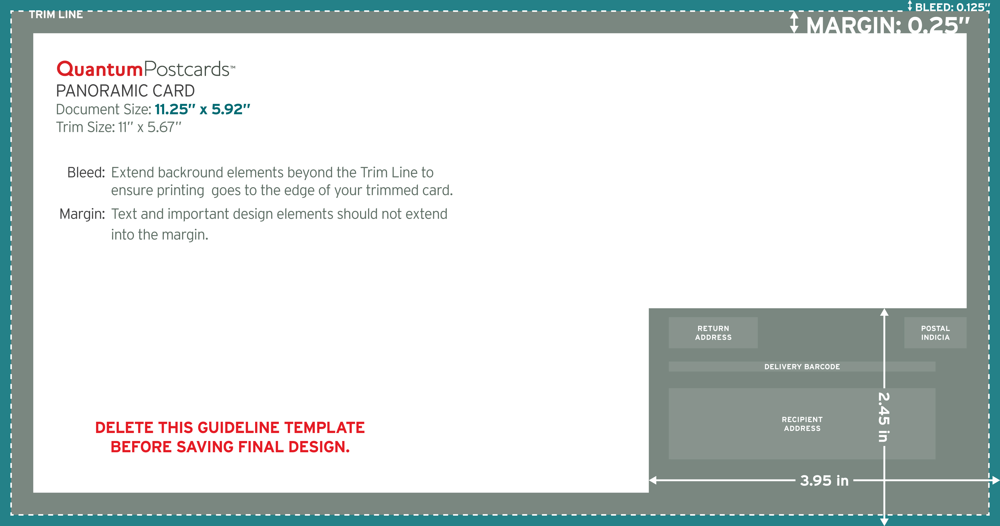 BLEED: 0.125"
TRIM LINE
MARGIN: 0.25"
QuantumPostcards™
PANORAMIC CARD
Document Size: 11.25" x 5.92"
Trim Size: 11" x 5.67"
Bleed: Extend backround elements beyond the Trim Line to
ensure printing  goes to the edge of your trimmed card.
Margin: Text and important design elements should not extend
into the margin.
RETURN
ADDRESS
POSTAL
INDICIA
DELIVERY BARCODE
RECIPIENT
ADDRESS
2.45 in
3.95 in
DELETE THIS GUIDELINE TEMPLATE
BEFORE SAVING FINAL DESIGN.